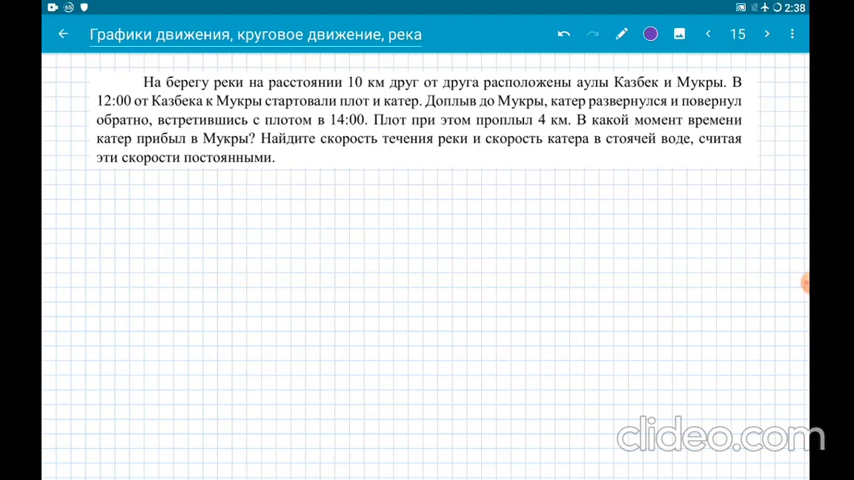 65
2:38
Графики движения, круговое движение, река
15
На берегу реки на расстоянии 10 км друг от друга расположены аулы Казбек и Мукры. В
12:00 от Казбека к Мукры стартовали плот и катер. Доплыв до Мукры, катер развернулся и повернул
обратно, встретившись с плотом в 14:00. Плот при этом проплыл 4 км. В какой момент времени
катер прибыл в Мукры? Найдите скорость течения реки и скорость катера в стоячей воде, считая
эти скорости постоянными.
clideo.com